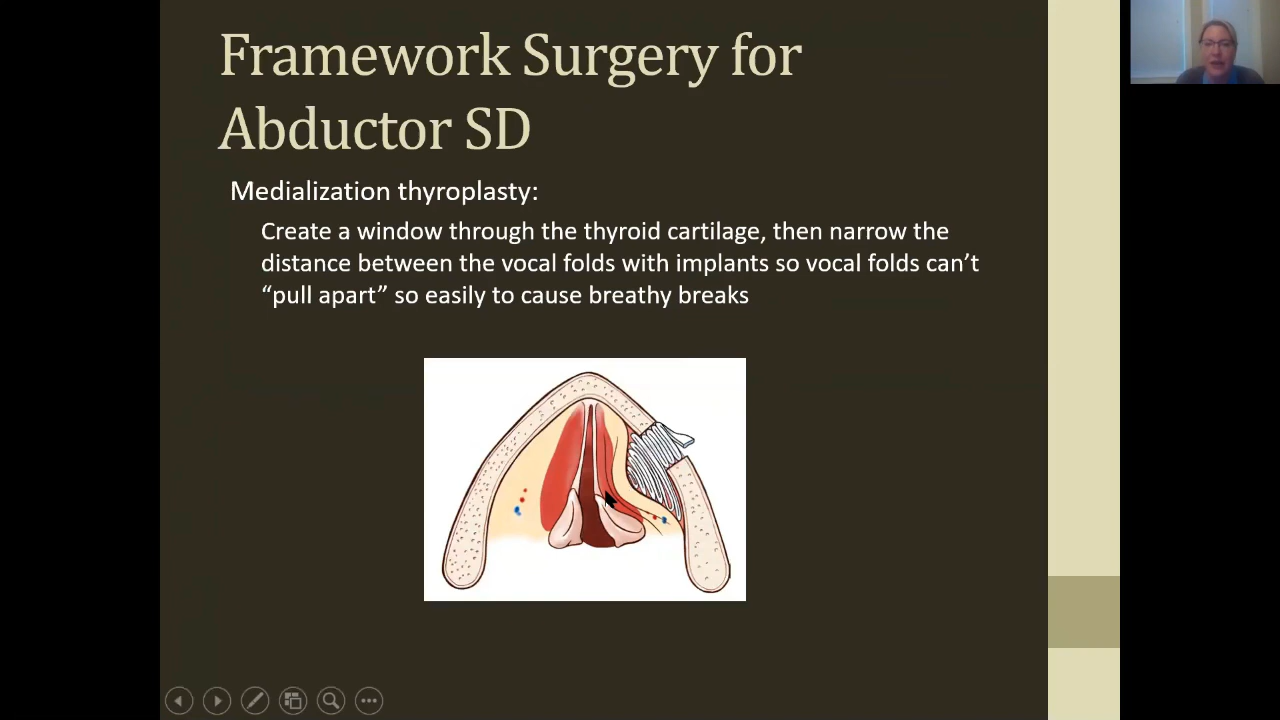 Framework Surgery for
Abductor SD
Medialization thyroplasty:
Create a window through the thyroid cartilage, then narrow the
distance between the vocal folds with implants so vocal folds can’t
“pull apart” so easily to cause breathy breaks